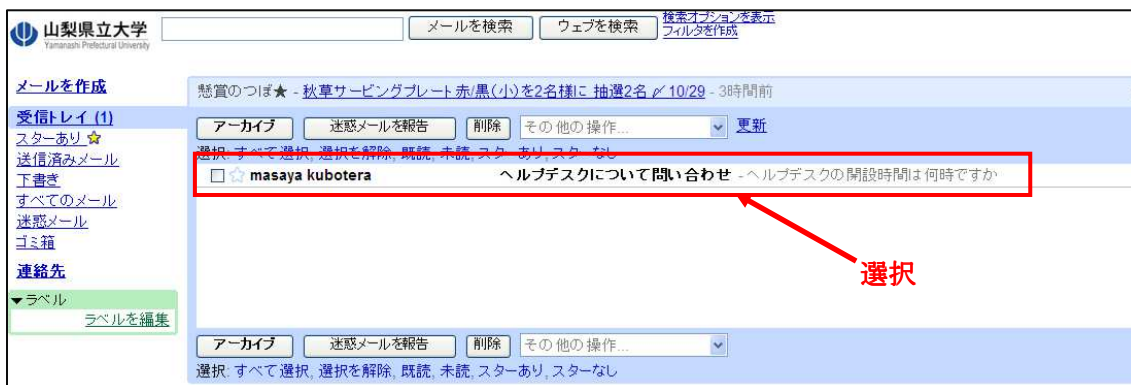 山梨県立大学
Yamanashi Prefectural University
メールを検索 ウェブを検索 検索オプションを表示
フィルタを作成
メールを作成
懸賞のつぼ★ - 秋草サービングプレート 赤/黒(小)を2名様に 抽選2名 〆10/29 - 3時間前
受信トレイ (1)
アーカイブ 迷惑メールを報告 削除 その他の操作... 更新
スターあり
選択: すべて選択, 選択を解除, 既読, 未読, スターあり, スターなし
送信済みメール
masaya kubotera ヘルプデスクについて問い合わせ - ヘルプデスクの開設時間は何時ですか
下書き
すべてのメール
迷惑メール
ゴミ箱
連絡先
選択
▼ラベル
ラベルを編集
アーカイブ 迷惑メールを報告 削除 その他の操作...
選択: すべて選択, 選択を解除, 既読, 未読, スターあり, スターなし